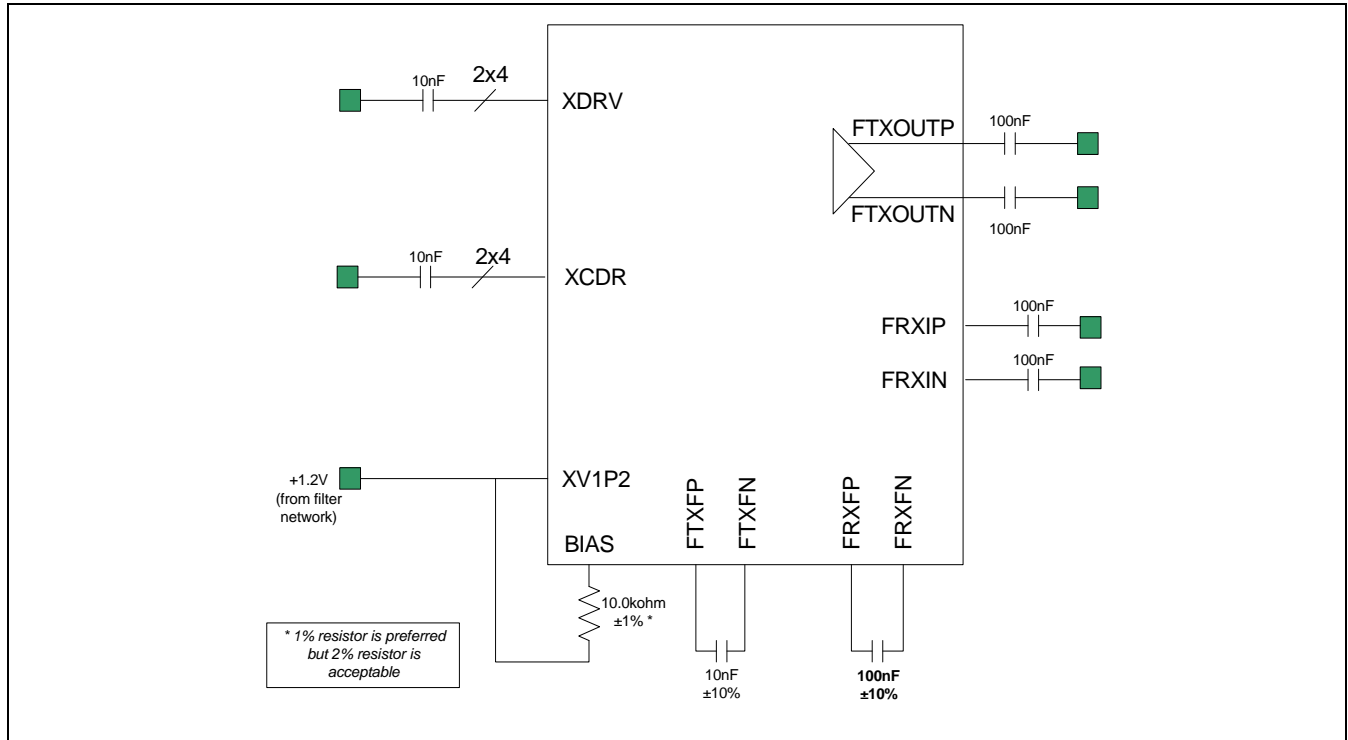 10nF
2x4
XDRV
FTXOUTP
100nF
FTXOUTN
100nF
10nF
2x4
XCDR
100nF
FRXIP
100nF
FRXIN
+1.2V
(from filter
network)
XV1P2
FTXFP
FTXFN
FRXFP
FRXFN
BIAS
10.0kohm
±1% *
* 1% resistor is preferred
but 2% resistor is
acceptable
10nF
±10%
100nF
±10%